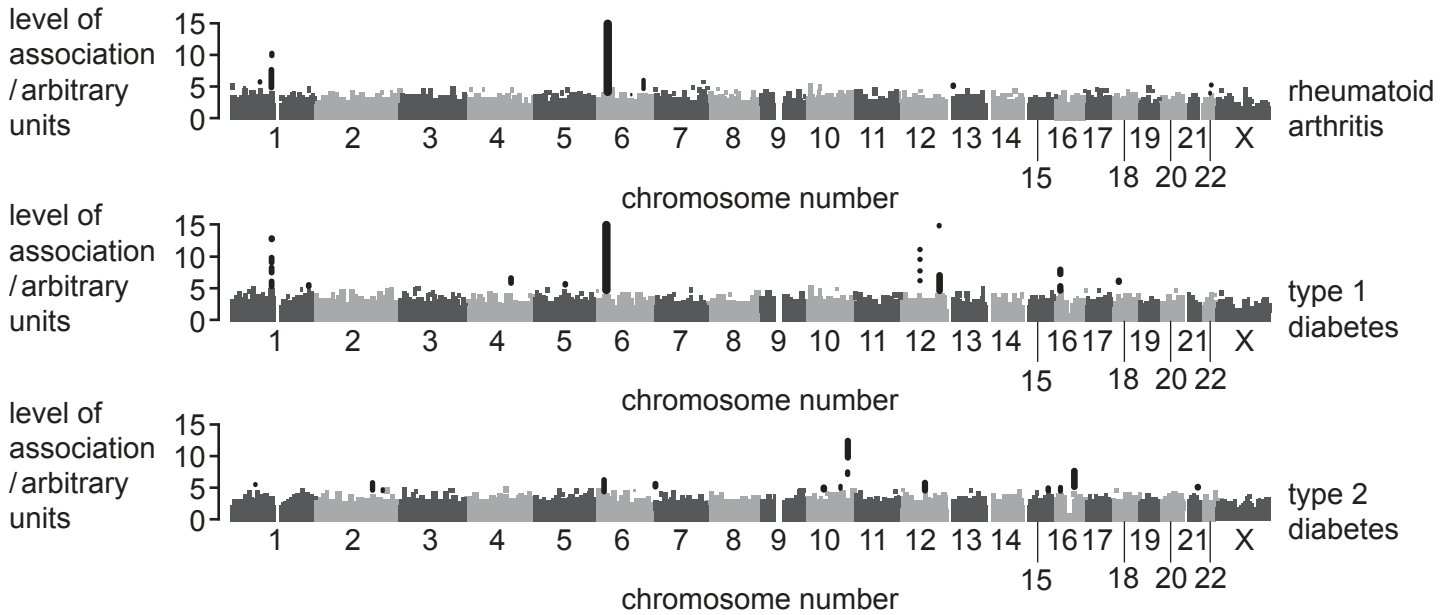 level of
association
/ arbitrary
units
15
10
5
0
1 2 3 4 5 6 7 8 9 10 11 12 13 14 16 17 19 21 X
15 18 20 22
chromosome number
rheumatoid
arthritis
level of
association
/ arbitrary
units
15
10
5
0
1 2 3 4 5 6 7 8 9 10 11 12 13 14 16 17 19 21 X
15 18 20 22
chromosome number
type 1
diabetes
level of
association
/ arbitrary
units
15
10
5
0
1 2 3 4 5 6 7 8 9 10 11 12 13 14 16 17 19 21 X
15 18 20 22
chromosome number
type 2
diabetes